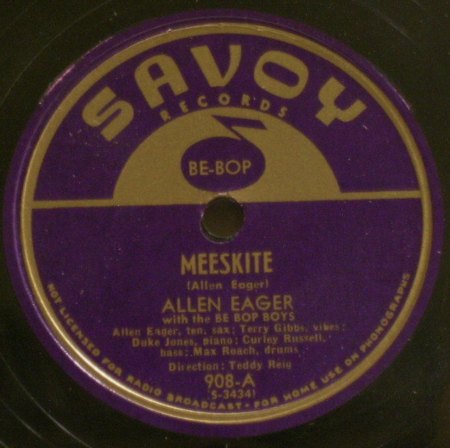 SAVOY
RECORDS
BE-BOP
MEESKITE
(Allen Eager)
ALLEN EAGER
with the BE BOP BOYS
Allen Eager, ten. sax; Terry Gibbs, vibes;
Duke Jones, piano; Curley Russell,
bass; Max Roach, drums
Direction: Teddy Reig
908-A
S-3434)
NOT LICENSED FOR RADIO BROADCAST - FOR HOME USE ON PHONOGRAPHS